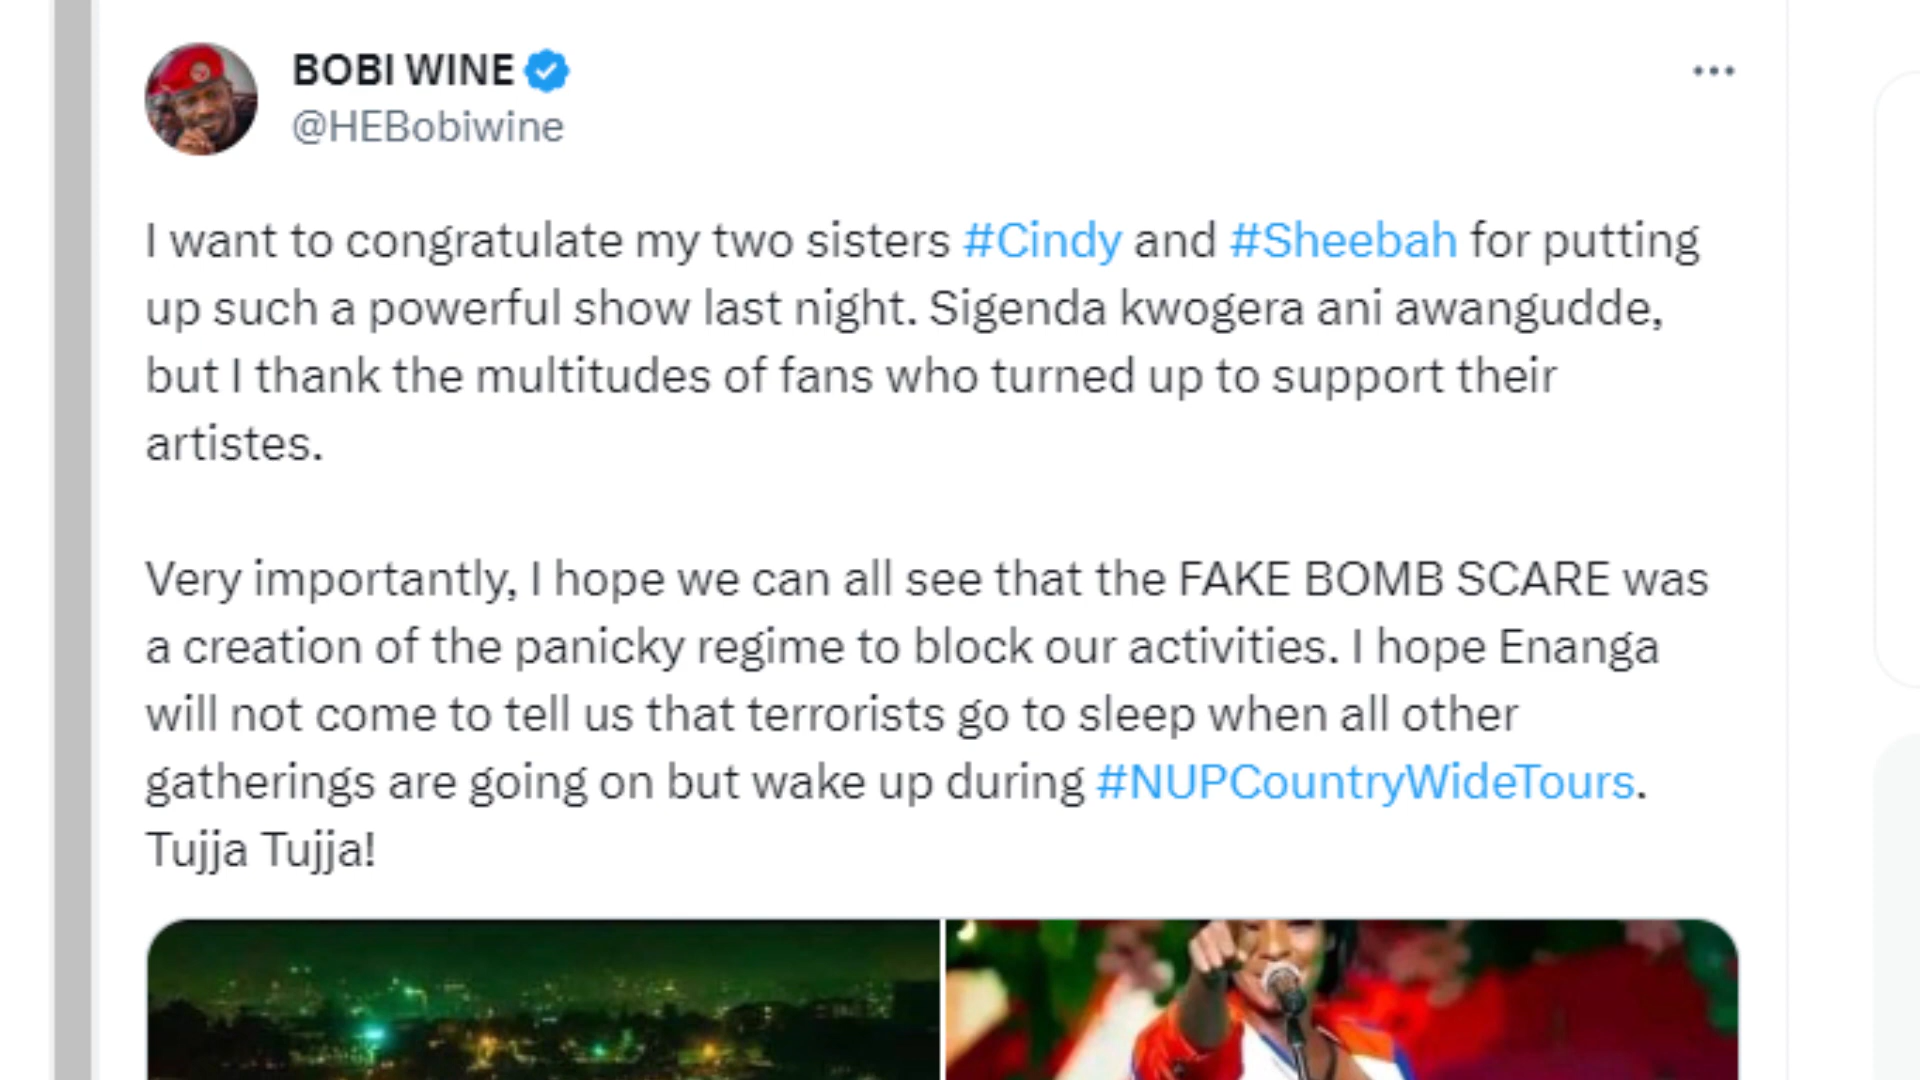 BOBI WINE
@HEBobiwine
I want to congratulate my two sisters #Cindy and #Sheebah for putting
up such a powerful show last night. Sigenda kwogera ani awangudde,
but I thank the multitudes of fans who turned up to support their
artistes.
Very importantly, I hope we can all see that the FAKE BOMB SCARE was
a creation of the panicky regime to block our activities. I hope Enanga
will not come to tell us that terrorists go to sleep when all other
gatherings are going on but wake up during #NUPCountryWideTours.
Tujja Tujja!